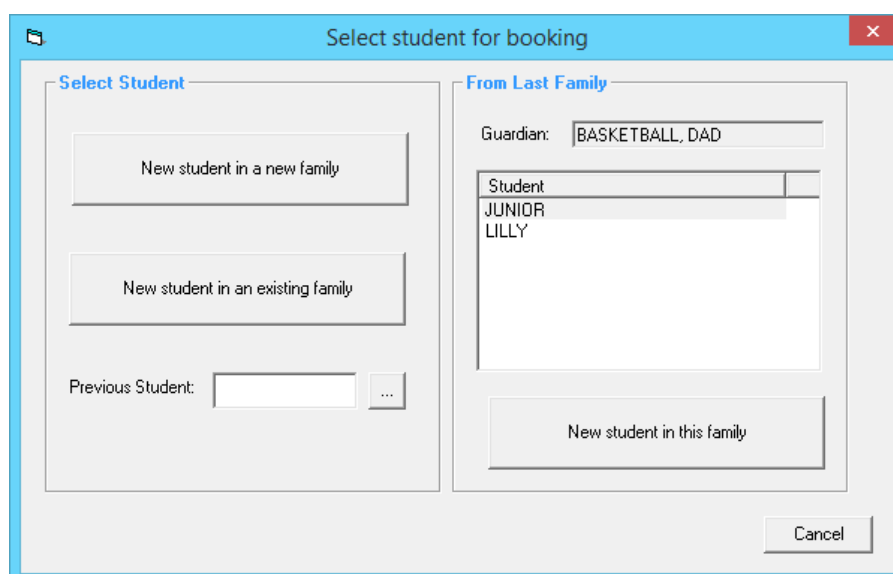 Select student for booking
Select Student
New student in a new family
New student in an existing family
Previous Student:
...
From Last Family
Guardian: BASKETBALL, DAD
Student
JUNIOR
LILLY
New student in this family
Cancel